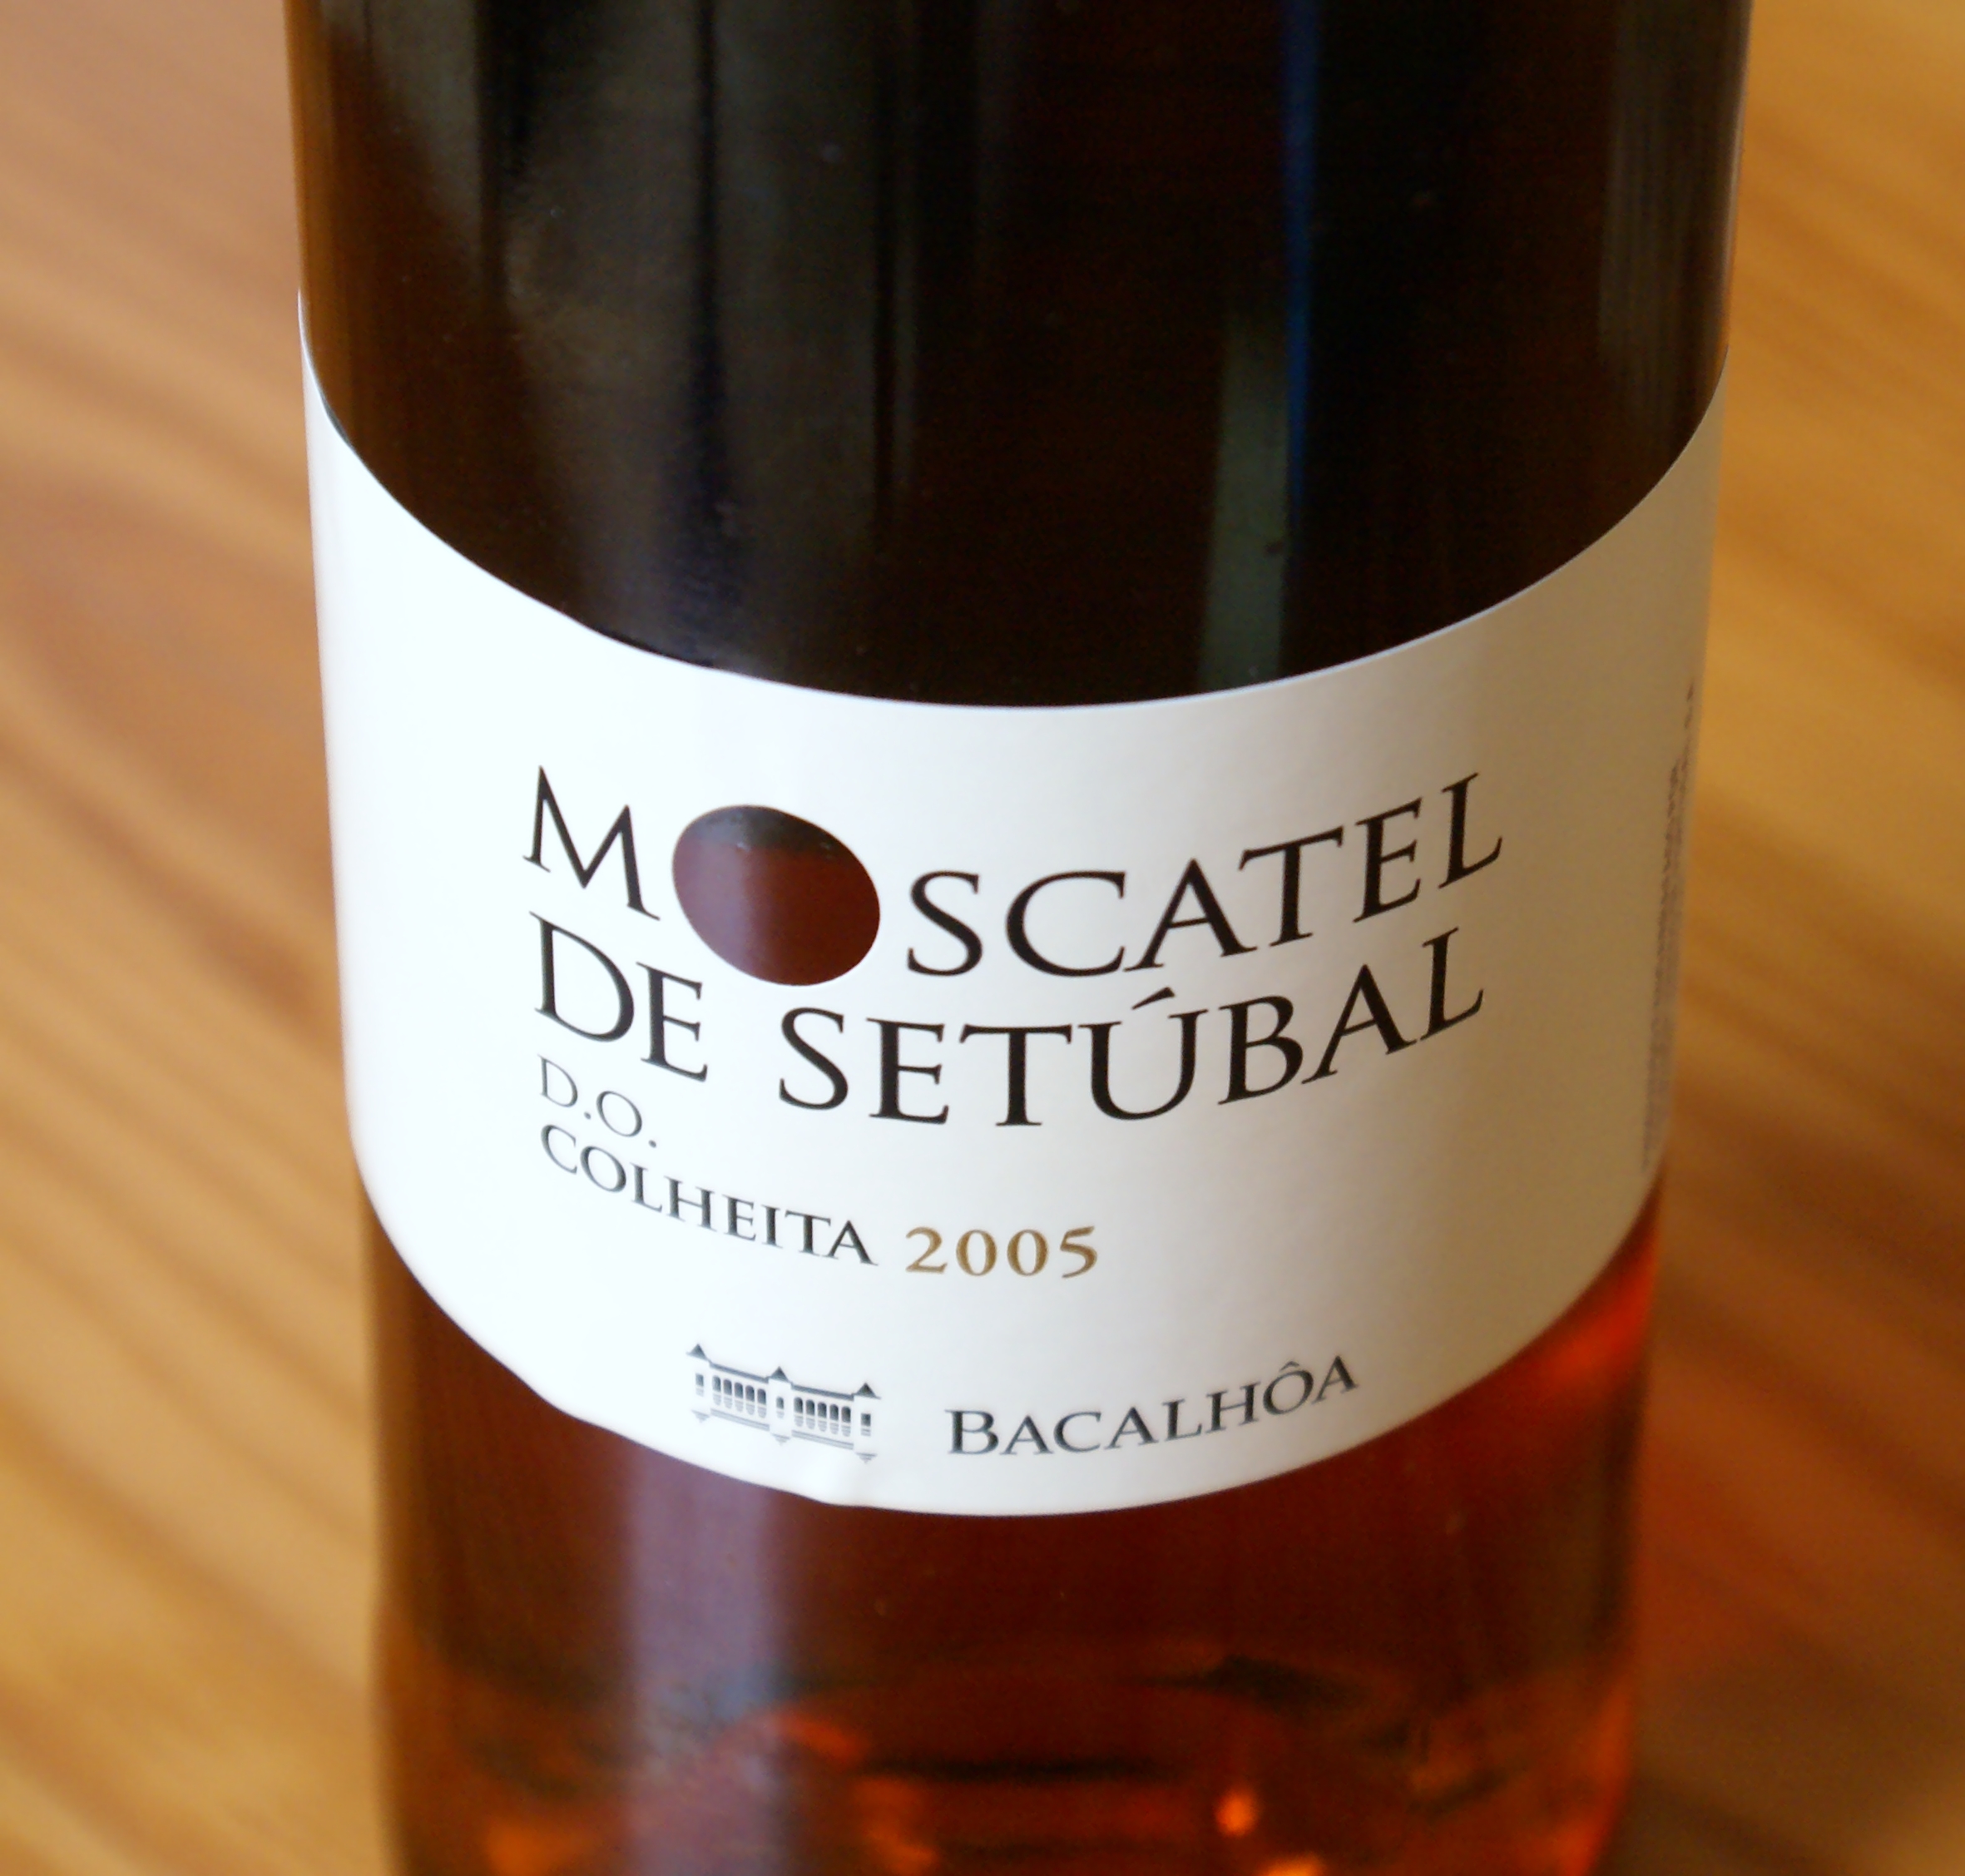 MOSCATEL
DE SETÚBAL
D.O.
COLHEITA 2005
BACALHÔA